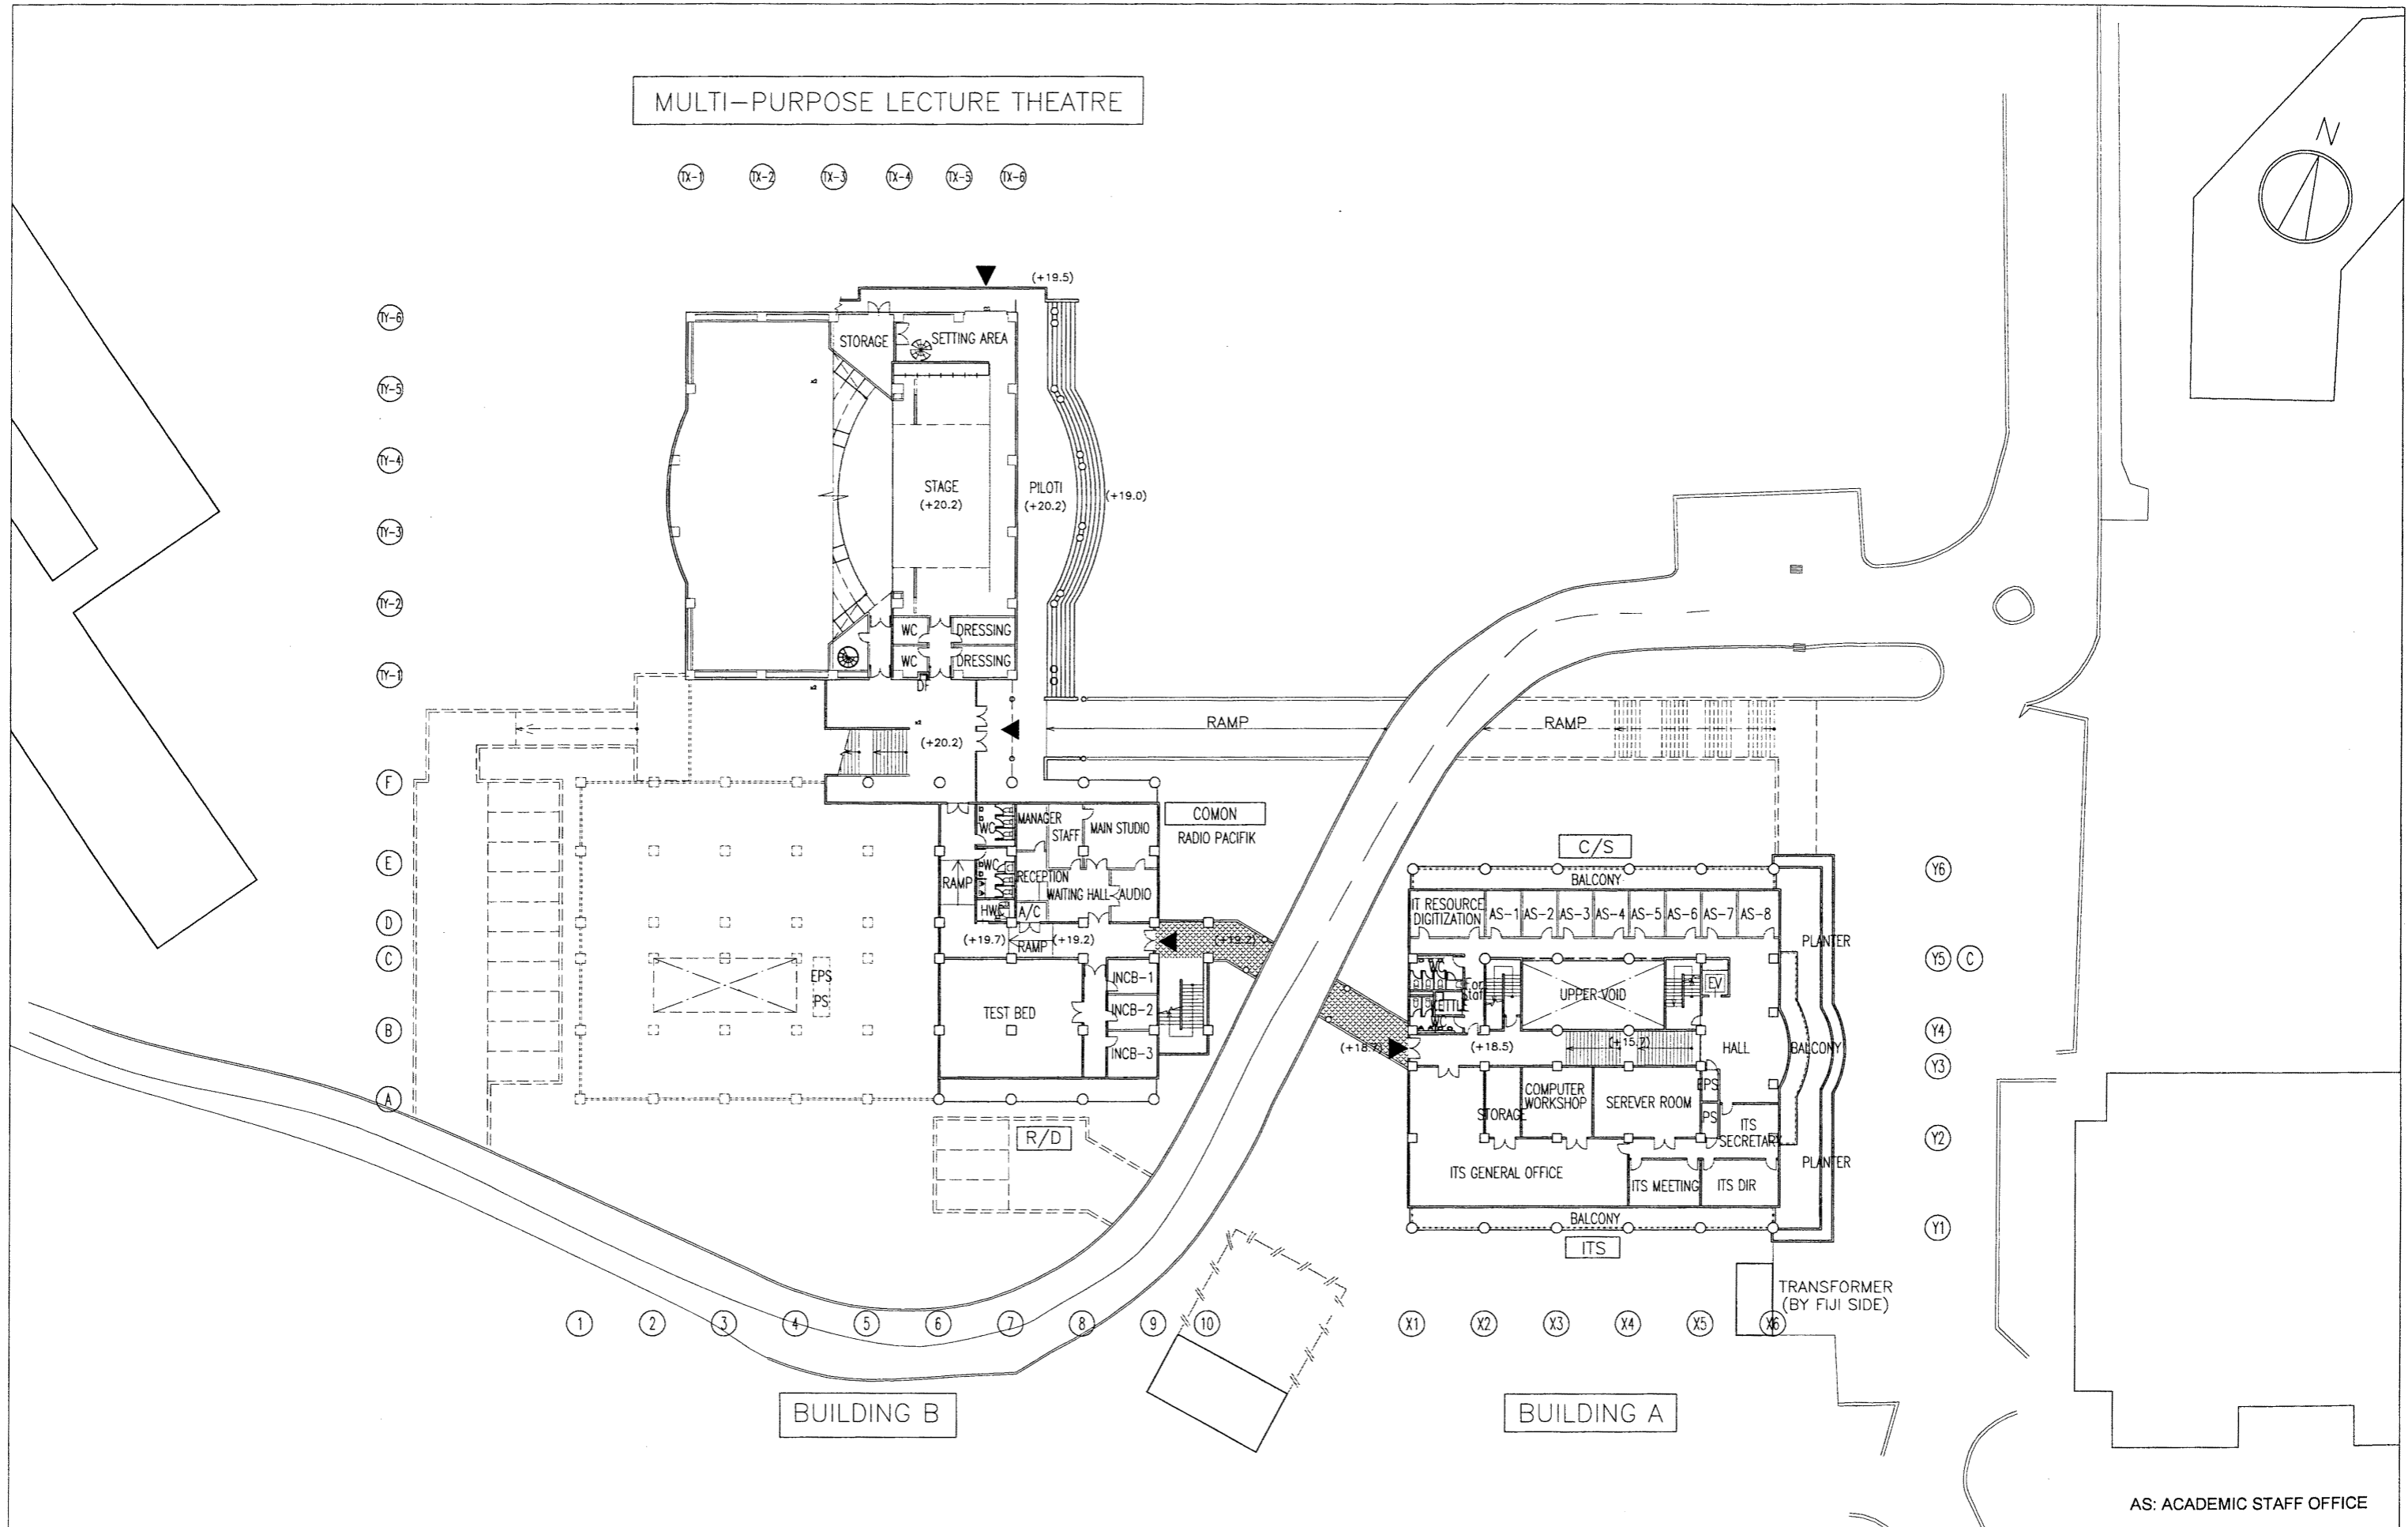 MULTI-PURPOSE LECTURE THEATRE
N
TX-1 TX-2 TX-3 TX-4 TX-5 TX-6
(+19.5)
TY-6
STORAGE
SETTING AREA
TY-5
TY-4
STAGE
(+20.2)
PILOTI
(+20.2)
(+19.0)
TY-3
TY-2
WC
DRESSING
WC
DRESSING
TY-1
DF
RAMP
RAMP
(+20.2)
F
COMON
RADIO PACIFIK
WC
MANAGER
STAFF
MAIN STUDIO
E
WC
RAMP
RECEPTION
WAITING HALL
AUDIO
HWC
A/C
D
(+19.7)
RAMP
(+19.2)
(+19.2)
C
EPS
PS
TEST BED
INCB-1
INCB-2
INCB-3
B
A
R/D
C/S
Y6
BALCONY
IT RESOURCE
DIGITIZATION
AS-1 AS-2 AS-3 AS-4 AS-5 AS-6 AS-7 AS-8
PLANTER
Y5 C
WC
For
Staff
KETTLE
WC
UPPER VOID
EV
Y4
(+18.7)
(+18.5)
(+15.7)
HALL
BALCONY
Y3
EPS
COMPUTER
WORKSHOP
SEREVER ROOM
STORAGE
PS
ITS
SECRETARY
Y2
PLANTER
ITS GENERAL OFFICE
ITS MEETING
ITS DIR
BALCONY
Y1
ITS
TRANSFORMER
(BY FIJI SIDE)
1 2 3 4 5 6 7 8 9 10
X1 X2 X3 X4 X5 X6
BUILDING B
BUILDING A
AS: ACADEMIC STAFF OFFICE